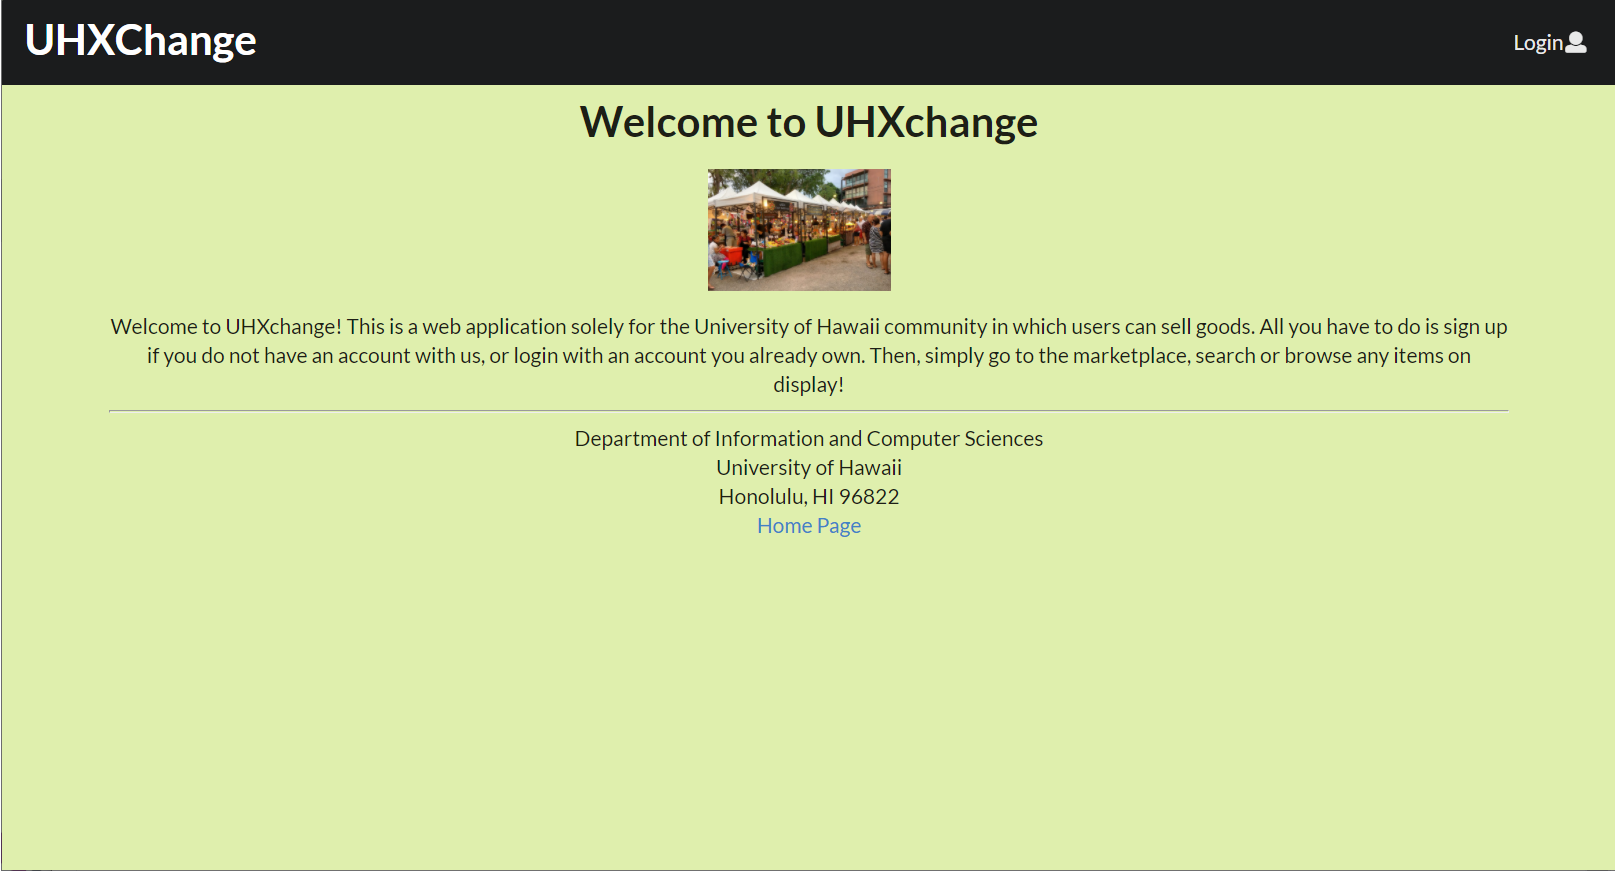 UHXChange
Login
Welcome to UHXchange
Welcome to UHXchange! This is a web application solely for the University of Hawaii community in which users can sell goods. All you have to do is sign up
if you do not have an account with us, or login with an account you already own. Then, simply go to the marketplace, search or browse any items on
display!
Department of Information and Computer Sciences
University of Hawaii
Honolulu, HI 96822
Home Page